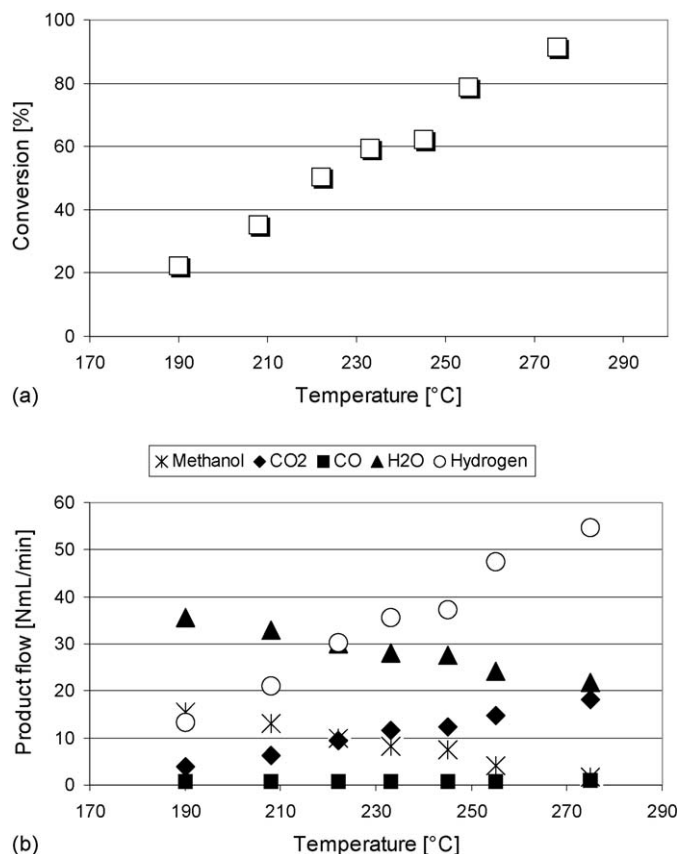 100
80
60
40
20
0
Conversion [%]
170 190 210 230 250 270 290
Temperature [°C]
(a)
Methanol CO2 CO H2O Hydrogen
60
50
40
30
20
10
0
Product flow [NmL/min]
170 190 210 230 250 270 290
Temperature [°C]
(b)